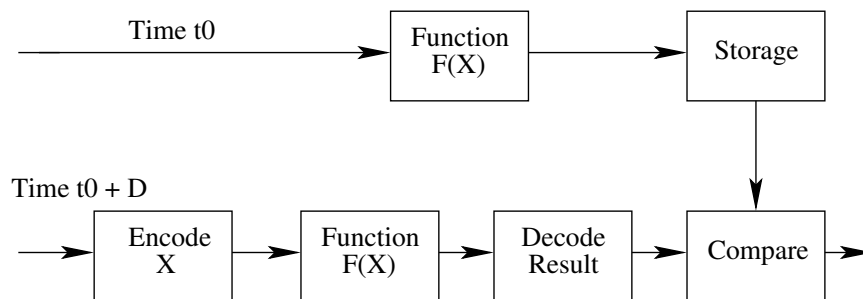 Time t0
Function
F(X)
Storage
Time t0 + D
Encode
X
Function
F(X)
Decode
Result
Compare